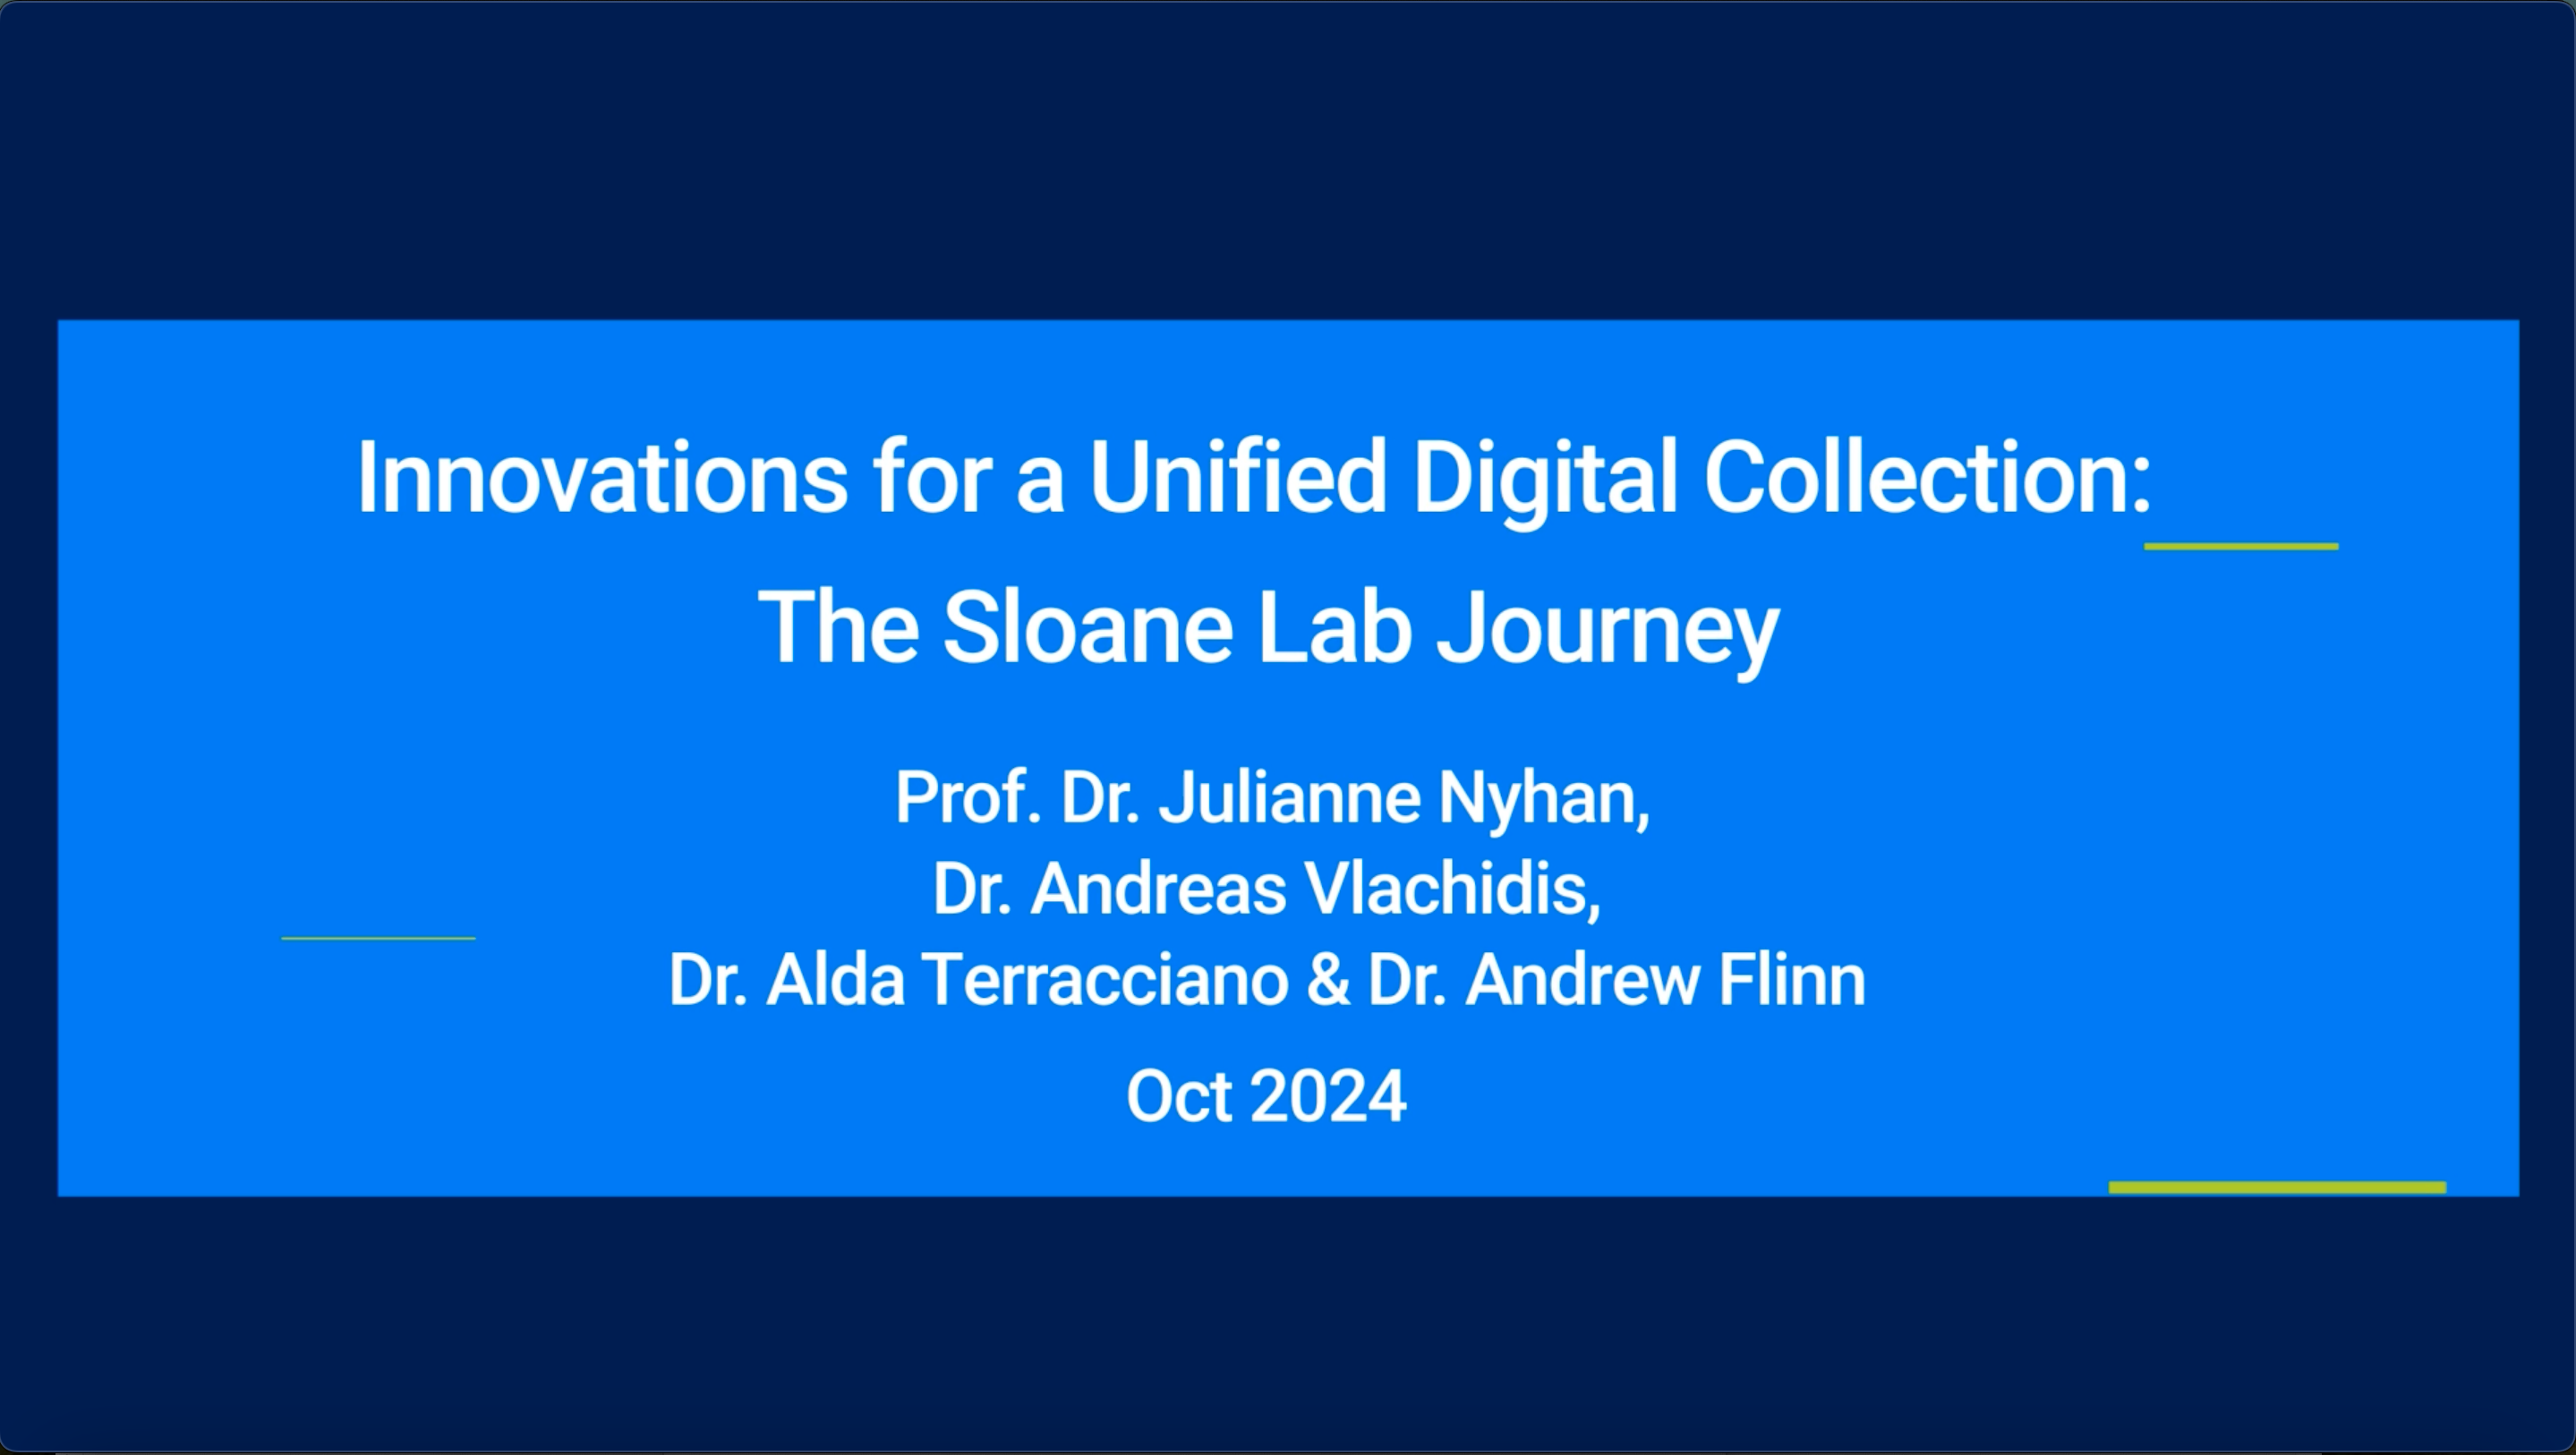 Innovations for a Unified Digital Collection:
The Sloane Lab Journey
Prof. Dr. Julianne Nyhan,
Dr. Andreas Vlachidis,
Dr. Alda Terracciano & Dr. Andrew Flinn
Oct 2024